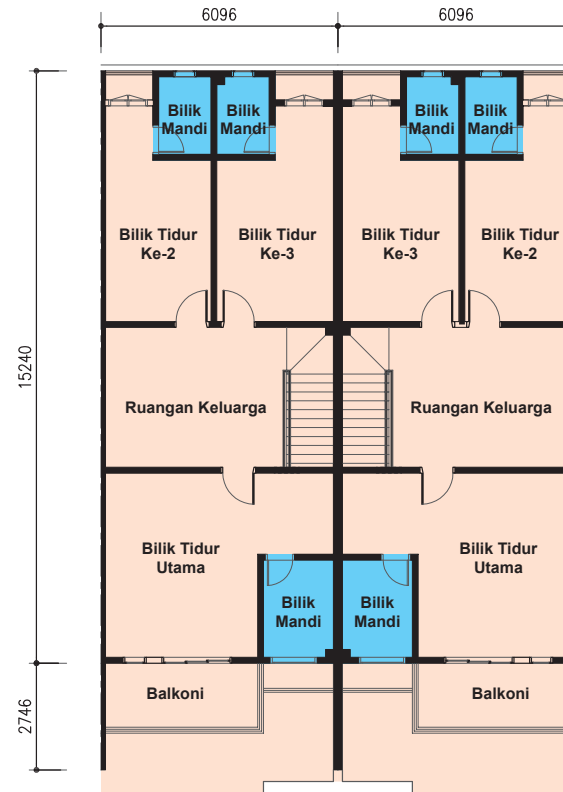 6096
6096
Bilik
Mandi
Bilik
Mandi
Bilik
Mandi
Bilik
Mandi
Bilik Tidur
Ke-2
Bilik Tidur
Ke-3
Bilik Tidur
Ke-3
Bilik Tidur
Ke-2
15240
Ruangan Keluarga
Ruangan Keluarga
Bilik Tidur
Utama
Bilik Tidur
Utama
Bilik
Mandi
Bilik
Mandi
2746
Balkoni
Balkoni